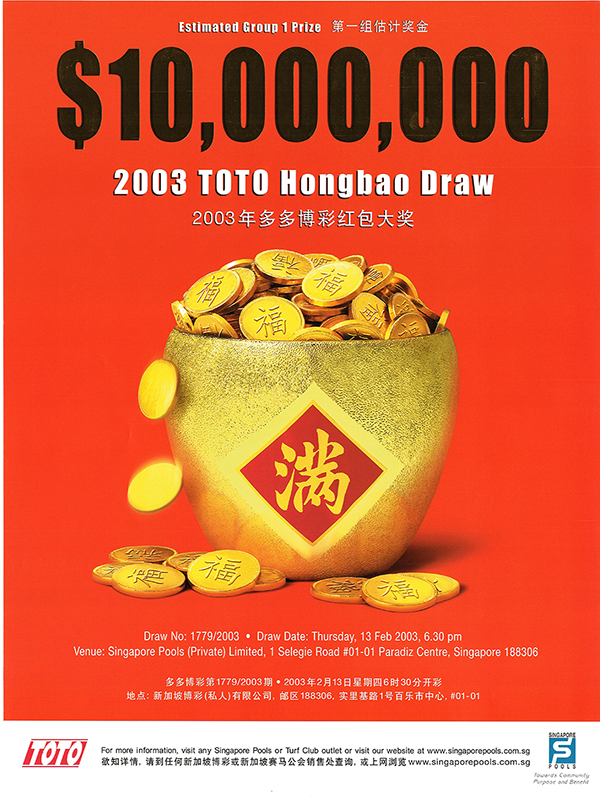 Estimated Group 1 Prize 第一组估计奖金
$10,000,000
2003 TOTO Hongbao Draw
2003年多多博彩红包大奖
福 福 福 福
满
福 福 福
Draw No: 1779/2003 • Draw Date: Thursday, 13 Feb 2003, 6.30 pm
Venue: Singapore Pools (Private) Limited, 1 Selegie Road #01-01 Paradiz Centre, Singapore 188306
多多博彩第1779/2003期 • 2003年2月13日星期四6时30分开彩
地点: 新加坡博彩(私人)有限公司, 邮区188306, 实里基路1号百乐市中心, #01-01
TOTO
For more information, visit any Singapore Pools or Turf Club outlet or visit our website at www.singaporepools.com.sg
欲知详情, 请到任何新加坡博彩或新加坡赛马公会销售处查询, 或上网浏览 www.singaporepools.com.sg
SINGAPORE
S
POOLS
Towards Community
Purpose and Benefit